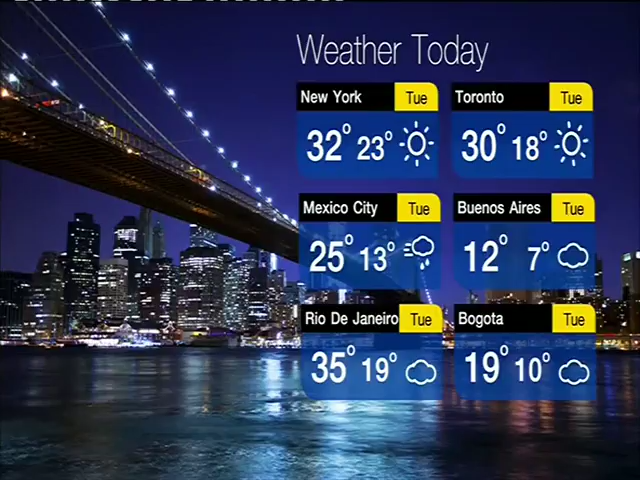 Weather Today
New York Tue
32° 23°
Toronto Tue
30° 18°
Mexico City Tue
25° 13°
Buenos Aires Tue
12° 7°
Rio De Janeiro Tue
35° 19°
Bogota Tue
19° 10°